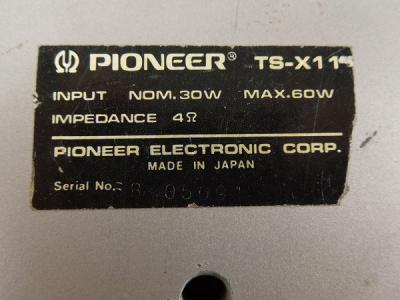 PIONEER® TS-X11
INPUT NOM.30W MAX.60W
IMPEDANCE 4Ω
PIONEER ELECTRONIC CORP.
MADE IN JAPAN
Serial No.